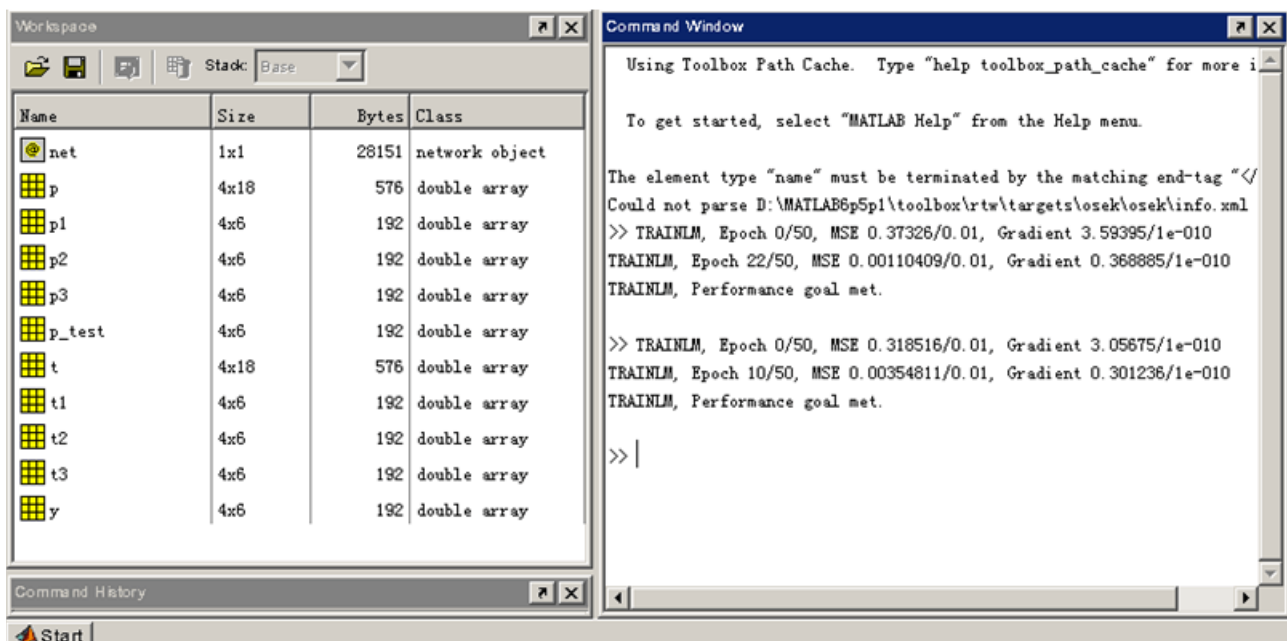 Workspace
Stack: Base
Name Size Bytes Class
net 1x1 28151 network object
p 4x18 576 double array
p1 4x6 192 double array
p2 4x6 192 double array
p3 4x6 192 double array
p_test 4x6 192 double array
t 4x18 576 double array
t1 4x6 192 double array
t2 4x6 192 double array
t3 4x6 192 double array
y 4x6 192 double array
Command History
Start
Command Window
Using Toolbox Path Cache. Type "help toolbox_path_cache" for more i
To get started, select "MATLAB Help" from the Help menu.
The element type "name" must be terminated by the matching end-tag "</
Could not parse D:\MATLAB6p5p1\toolbox\rtw\targets\osek\osek\info.xml
>> TRAINLM, Epoch 0/50, MSE 0.37326/0.01, Gradient 3.59395/1e-010
TRAINLM, Epoch 22/50, MSE 0.00110409/0.01, Gradient 0.368885/1e-010
TRAINLM, Performance goal met.
>> TRAINLM, Epoch 0/50, MSE 0.318516/0.01, Gradient 3.05675/1e-010
TRAINLM, Epoch 10/50, MSE 0.00354811/0.01, Gradient 0.301236/1e-010
TRAINLM, Performance goal met.
>>